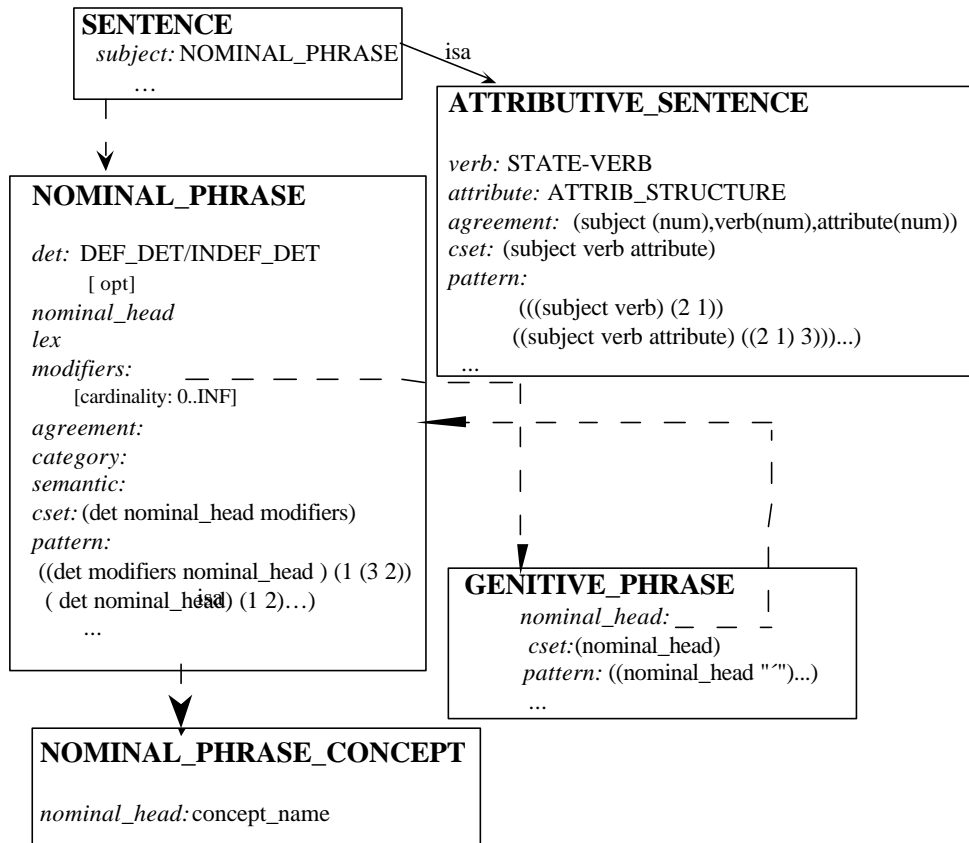 SENTENCE
subject: NOMINAL_PHRASE
...
isa
ATTRIBUTIVE_SENTENCE
verb: STATE-VERB
attribute: ATTRIB_STRUCTURE
agreement: (subject (num),verb(num),attribute(num))
cset: (subject verb attribute)
pattern:
(((subject verb) (2 1))
((subject verb attribute) ((2 1) 3)))...)
...
NOMINAL_PHRASE
det: DEF_DET/INDEF_DET
[ opt]
nominal_head
lex
modifiers:
[cardinality: 0..INF]
agreement:
category:
semantic:
cset: (det nominal_head modifiers)
pattern:
((det modifiers nominal_head ) (1 (3 2))
( det nominal_head) (1 2)...)
isa
...
GENITIVE_PHRASE
nominal_head:
cset:(nominal_head)
pattern: ((nominal_head "´")...)
...
NOMINAL_PHRASE_CONCEPT
nominal_head:concept_name